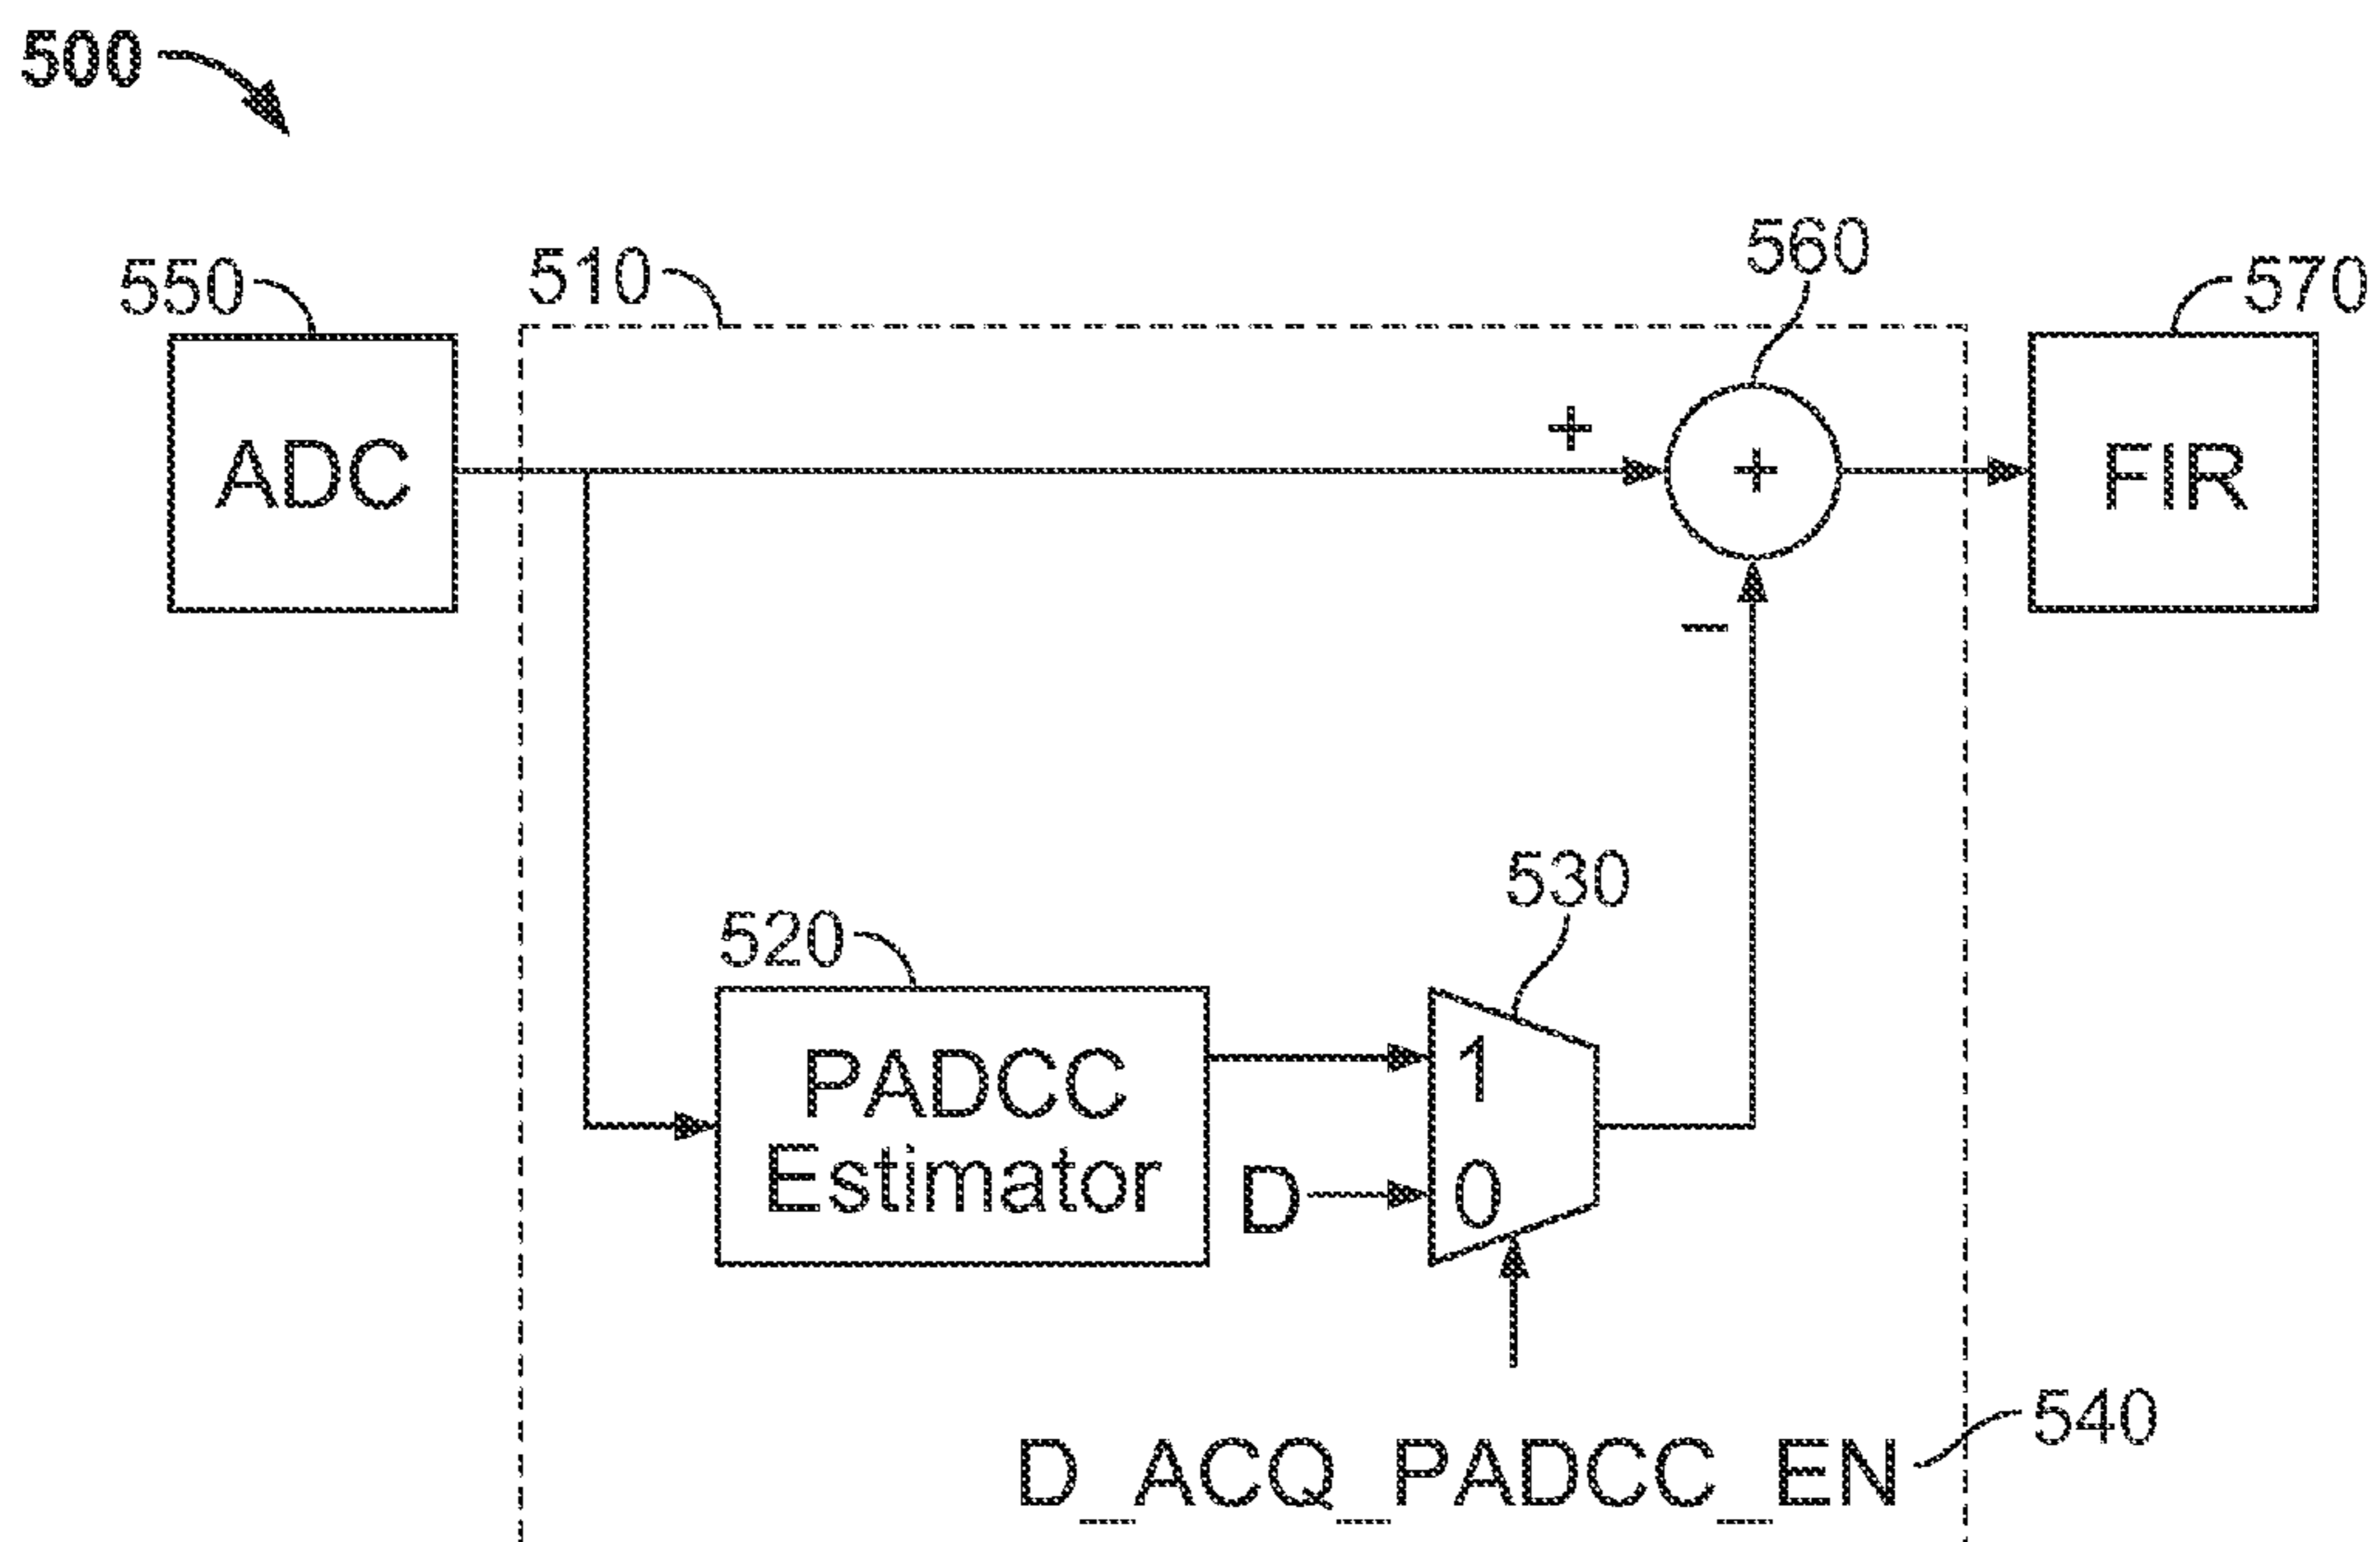 500
550
510
560
570
ADC
+
+
FIR
−
530
520
PADCC
Estimator
1
D
0
540
D_ACQ_PADCC_EN